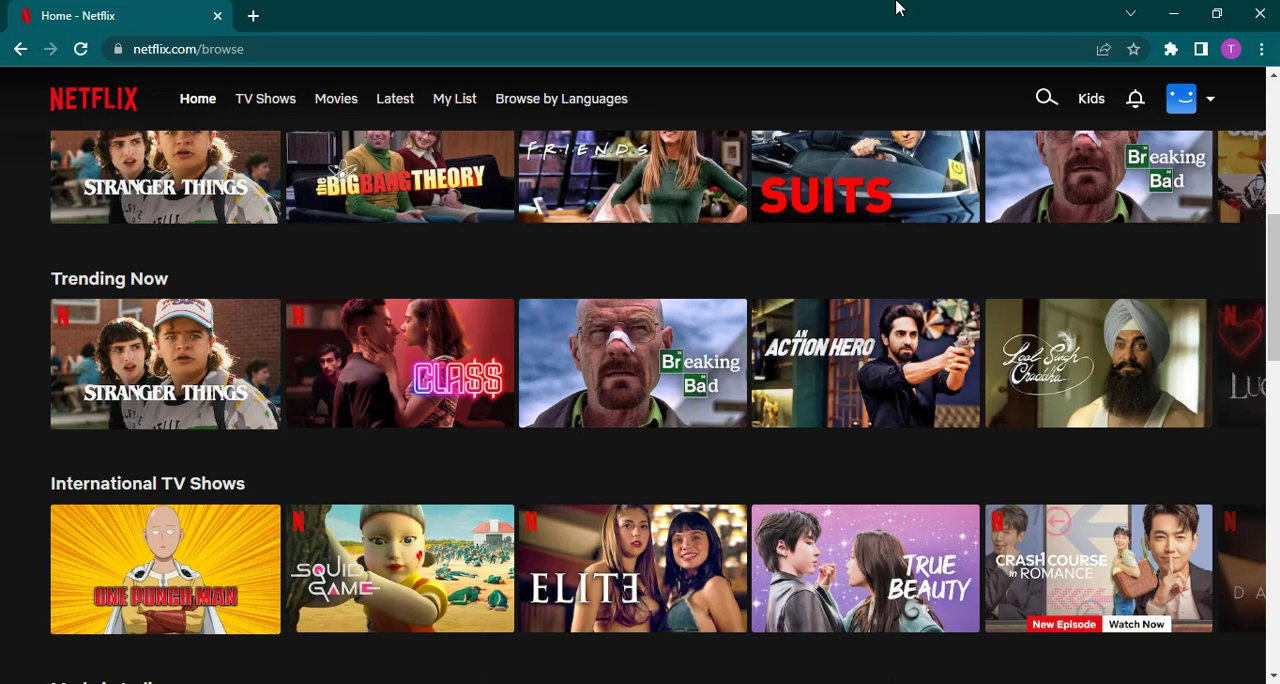 Home - Netflix
netflix.com/browse
T
NETFLIX Home TV Shows Movies Latest My List Browse by Languages Kids
STRANGER THINGS
the BIG BANG THEORY
FRIENDS
SUITS
Breaking
Bad
Trending Now
STRANGER THINGS
CLA$$
Breaking
Bad
AN
ACTION HERO
Laal Singh
Chaddha
LUC
International TV Shows
ONE PUNCH MAN
SQUID
GAME
ELITE
TRUE
BEAUTY
CRASH COURSE
in ROMANCE
New Episode Watch Now
DA